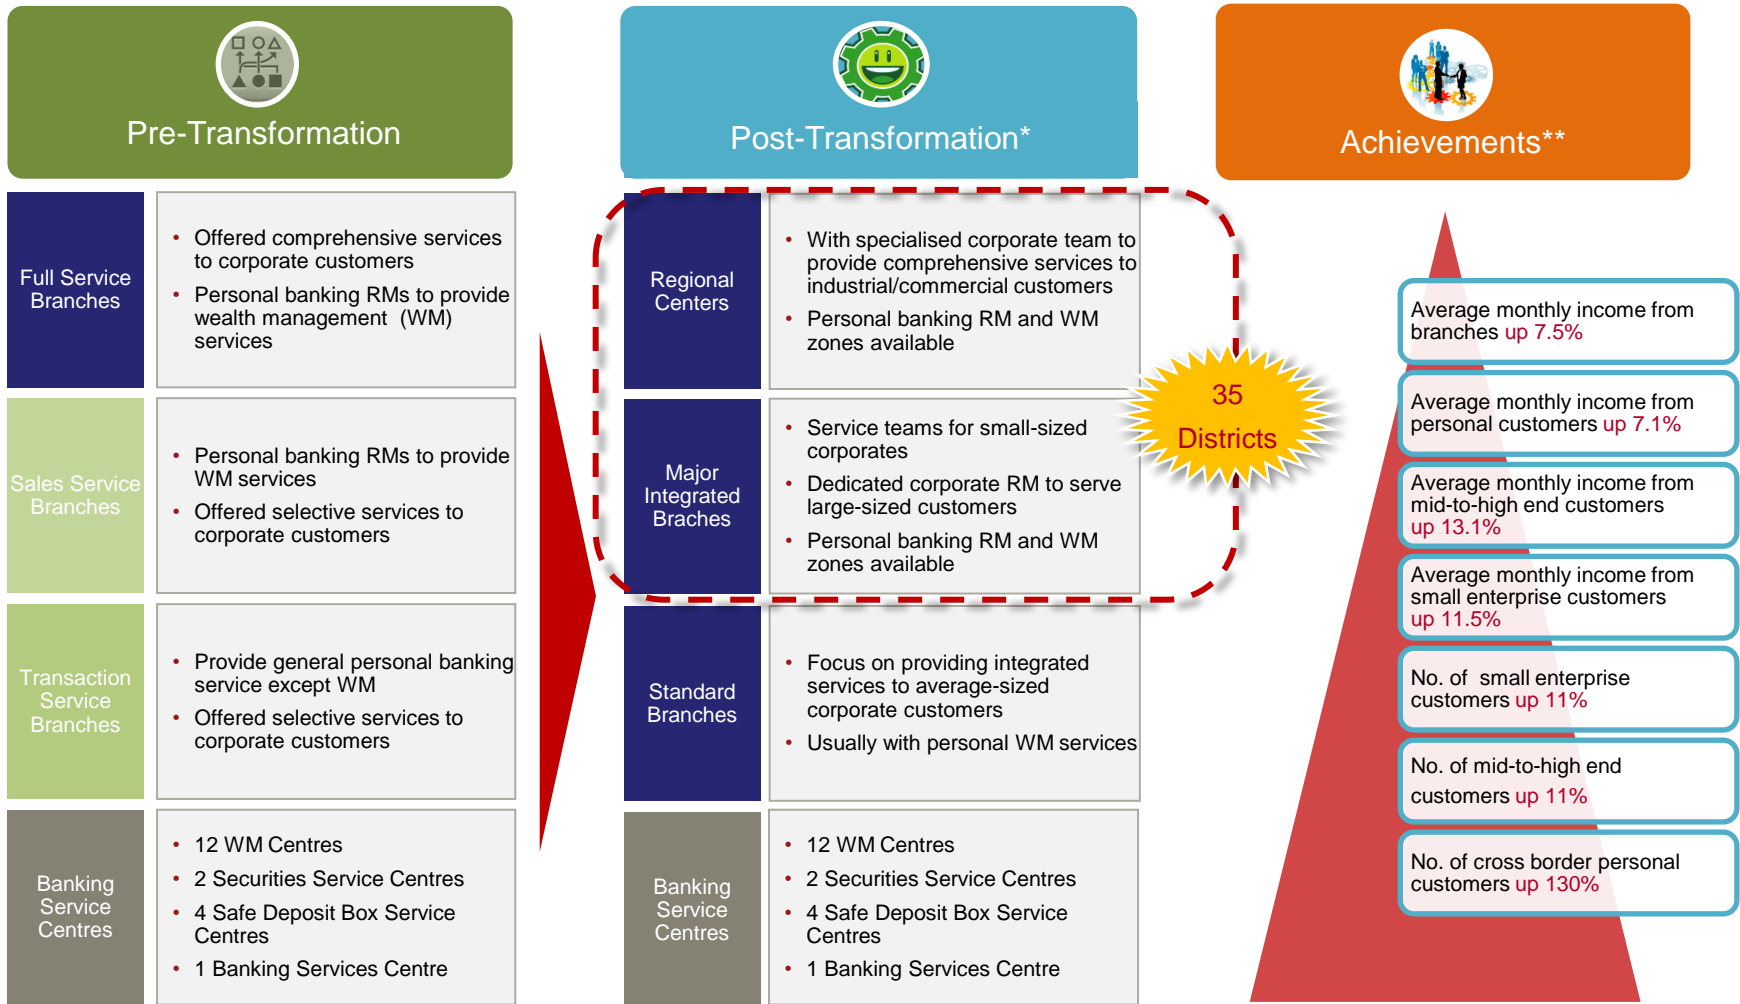 Pre-Transformation
Full Service
Branches
• Offered comprehensive services
to corporate customers
• Personal banking RMs to provide
wealth management (WM)
services
Sales Service
Branches
• Personal banking RMs to provide
WM services
• Offered selective services to
corporate customers
Transaction
Service
Branches
• Provide general personal banking
service except WM
• Offered selective services to
corporate customers
Banking
Service
Centres
• 12 WM Centres
• 2 Securities Service Centres
• 4 Safe Deposit Box Service
Centres
• 1 Banking Services Centre
Post-Transformation*
Regional
Centers
• With specialised corporate team to
provide comprehensive services to
industrial/commercial customers
• Personal banking RM and WM
zones available
Major
Integrated
Braches
• Service teams for small-sized
corporates
• Dedicated corporate RM to serve
large-sized customers
• Personal banking RM and WM
zones available
35
Districts
Standard
Branches
• Focus on providing integrated
services to average-sized
corporate customers
• Usually with personal WM services
Banking
Service
Centres
• 12 WM Centres
• 2 Securities Service Centres
• 4 Safe Deposit Box Service
Centres
• 1 Banking Services Centre
Achievements**
Average monthly income from
branches up 7.5%
Average monthly income from
personal customers up 7.1%
Average monthly income from
mid-to-high end customers
up 13.1%
Average monthly income from
small enterprise customers
up 11.5%
No. of small enterprise
customers up 11%
No. of mid-to-high end
customers up 11%
No. of cross border personal
customers up 130%